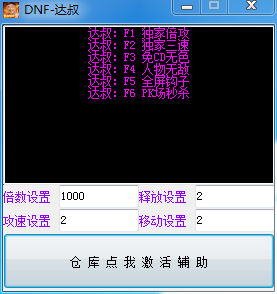 DNF-达叔
达叔: F1 独家倍攻
达叔: F2 独家三速
达叔: F3 免CD无色
达叔: F4 人物无敌
达叔: F5 全屏钩子
达叔: F6 PK场秒杀
倍数设置 1000 释放设置 2
攻速设置 2 移动设置 2
仓库点我激活辅助